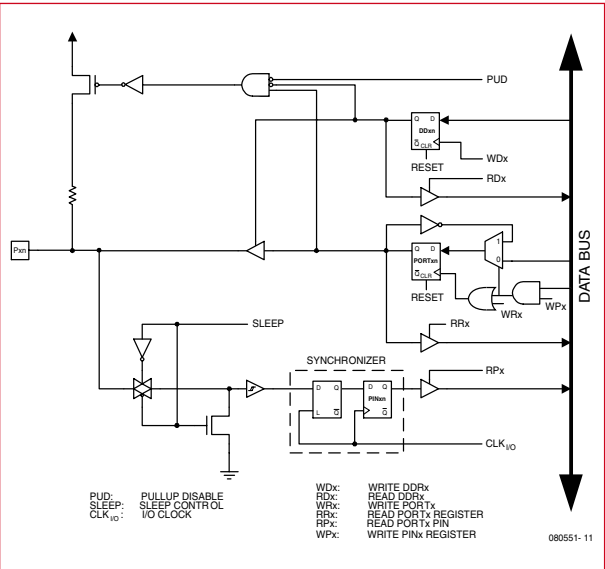 PUD
Q D
DDxn
Q CLR
WDx
RESET
RDx
Pxn
1
Q D
PORTxn
0
Q CLR
RESET
WRx
WPx
DATA BUS
SLEEP
RRx
SYNCHRONIZER
RPx
D Q
D Q
PINxn
L Q
Q
CLK I/O
PUD: PULLUP DISABLE
SLEEP: SLEEP CONTROL
CLK I/O : I/O CLOCK
WDx: WRITE DDRx
RDx: READ DDRx
WRx: WRITE PORTx
RRx: READ PORTx REGISTER
RPx: READ PORTx PIN
WPx: WRITE PINx REGISTER
080551- 11